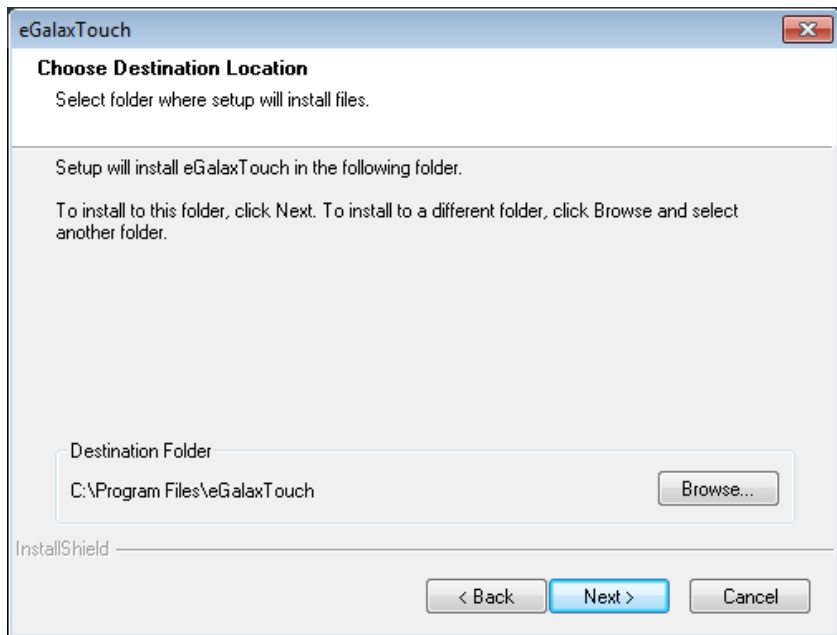 eGalaxTouch
Choose Destination Location
Select folder where setup will install files.
Setup will install eGalaxTouch in the following folder.
To install to this folder, click Next. To install to a different folder, click Browse and select
another folder.
Destination Folder
C:\Program Files\eGalaxTouch
Browse...
InstallShield
< Back
Next >
Cancel